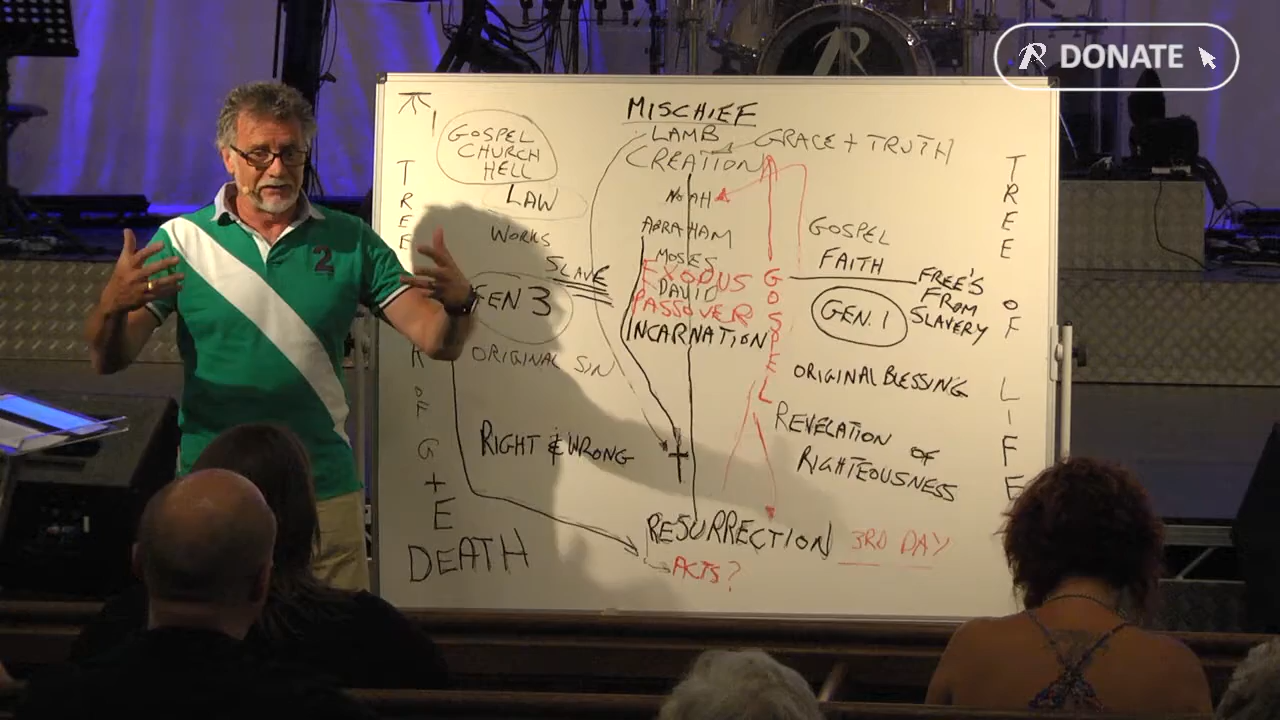 DONATE
2
MISCHIEF
LAMB
CREATION
GRACE + TRUTH
GOSPEL
CHURCH
HELL
LAW
WORKS
SLAVE
GEN 3
ORIGINAL SIN
RIGHT & WRONG
DEATH
NOAH
ABRAHAM
MOSES
EXODUS
DAVID
PASSOVER
INCARNATION
GOSPEL
RESURRECTION
3RD DAY
ACTS?
GOSPEL
FAITH
FREE'S
FROM
SLAVERY
GEN. 1
ORIGINAL BLESSING
REVELATION OF
RIGHTEOUSNESS
TREE
OF
G+E
TREE OF LIFE